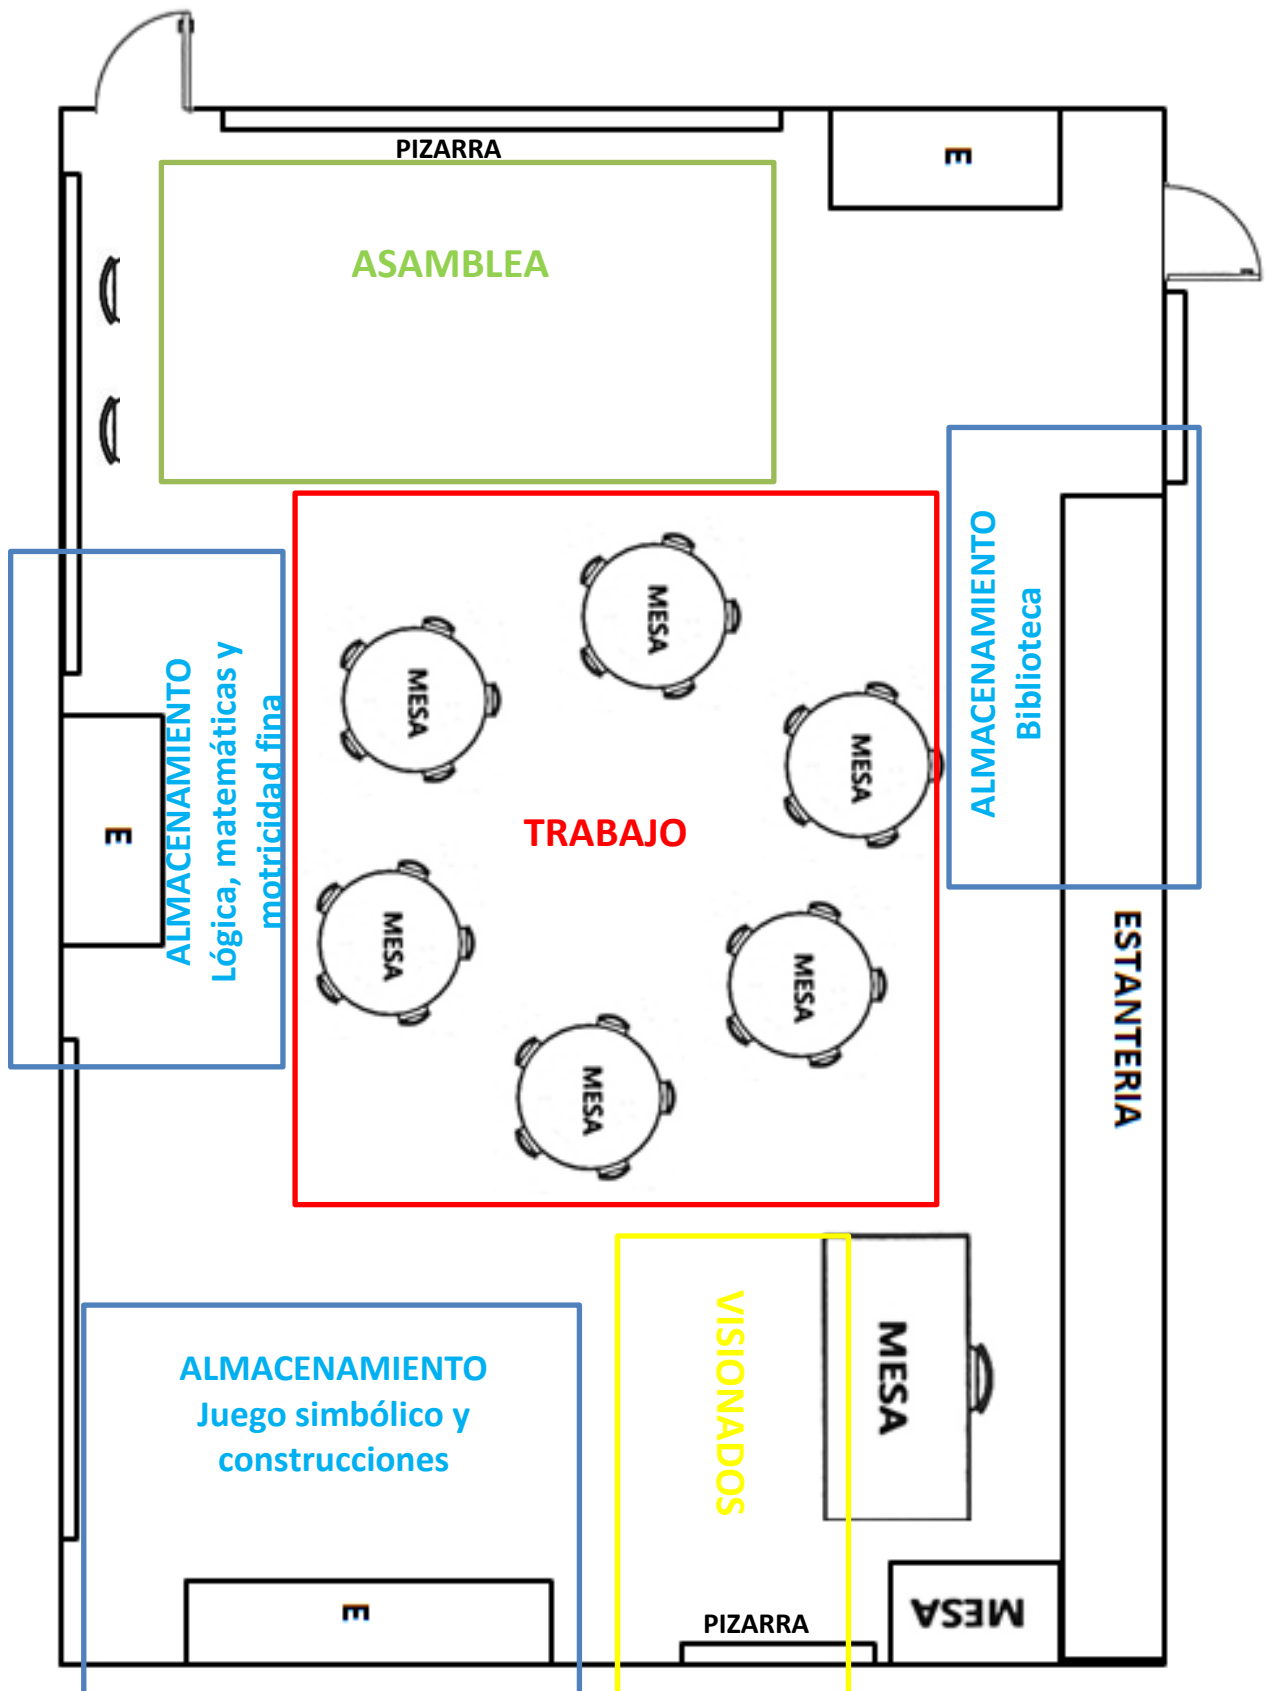 PIZARRA
E
ASAMBLEA
MESA
MESA
MESA
ALMACENAMIENTO
Biblioteca
ALMACENAMIENTO
Lógica, matemáticas y
motricidad fina
E
TRABAJO
MESA
MESA
MESA
ESTANTERIA
ALMACENAMIENTO
Juego simbólico y
construcciones
VISIONADOS
MESA
E
PIZARRA
MESA